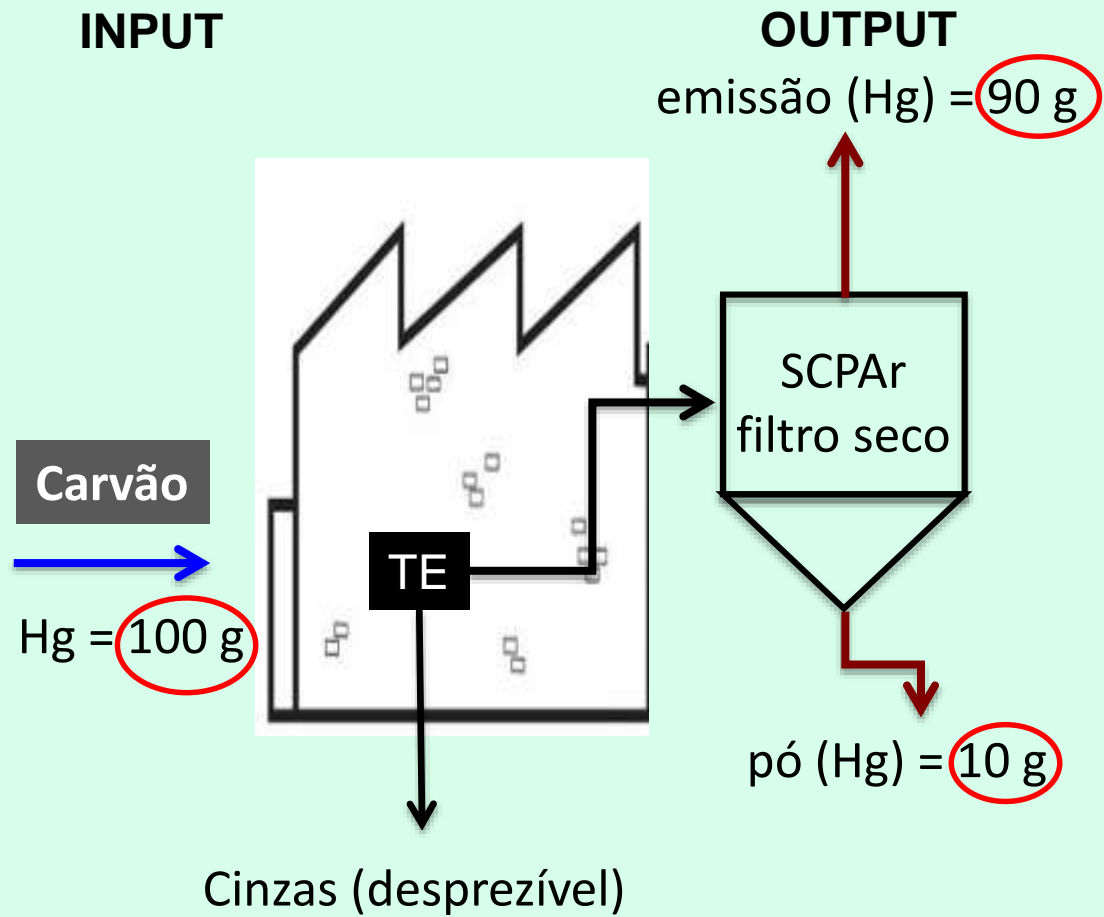 INPUT
OUTPUT
emissão (Hg) = 90 g
SCPAr
filtro seco
Carvão
TE
Hg = 100 g
pó (Hg) = 10 g
Cinzas (desprezível)